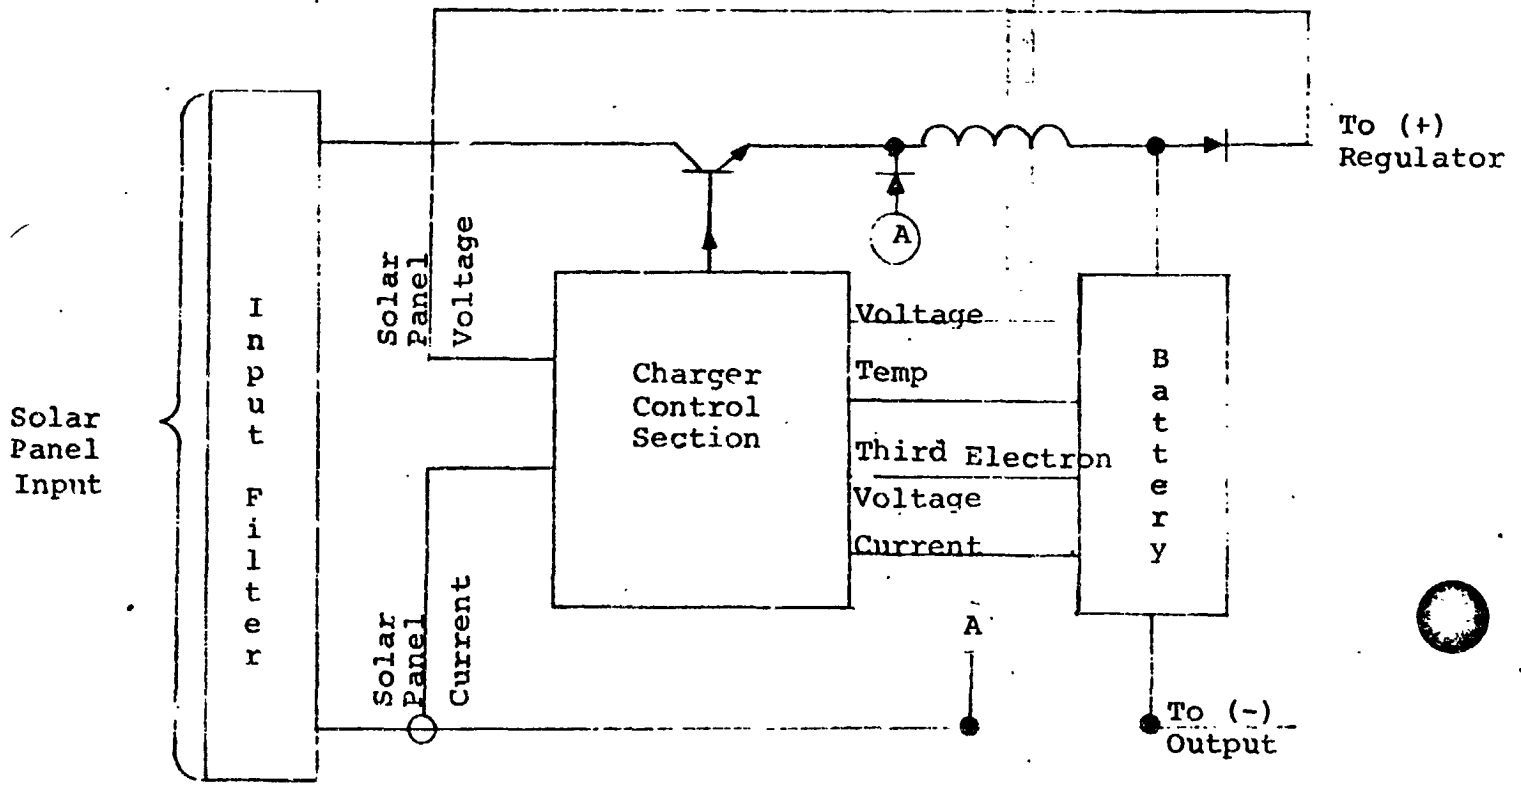 To (+)
Regulator
A
Solar
Panel
Voltage
Input Filter
Charger
Control
Section
Voltage
Temp
Third Electron
Voltage
Current
Battery
Solar
Panel
Input
Solar
Panel
Current
A
To (-)
Output